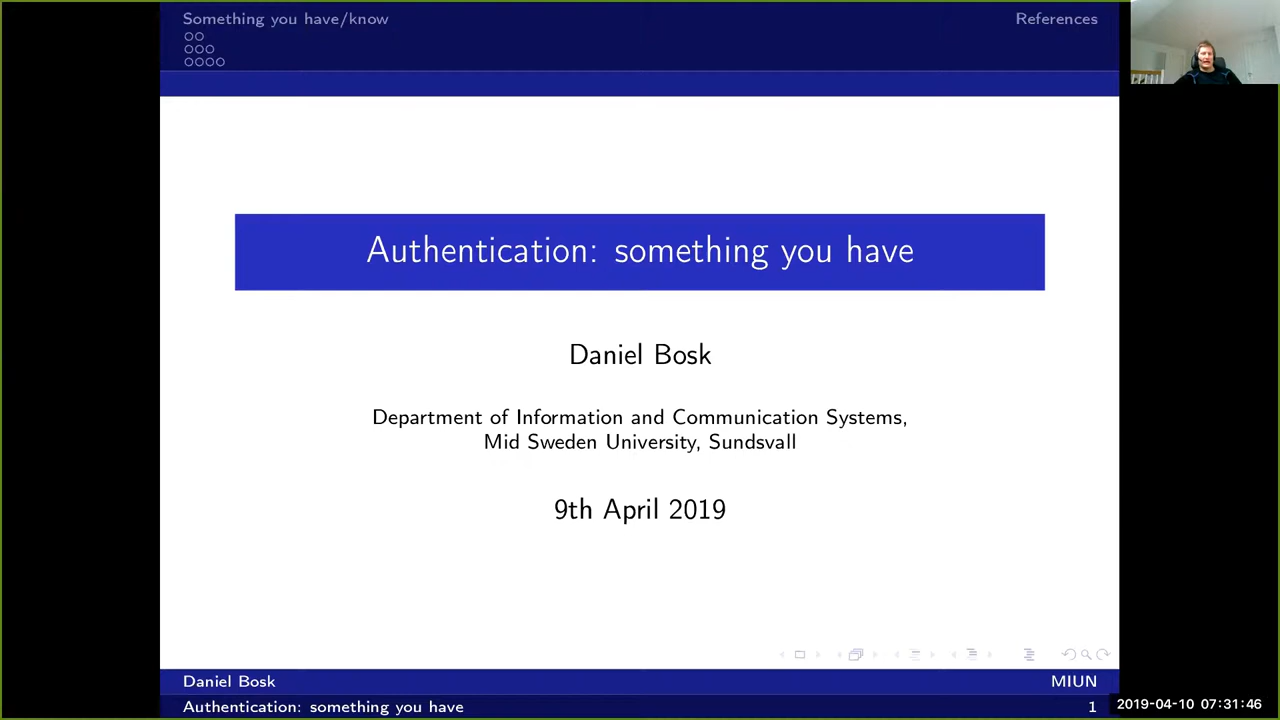 Something you have/know
References
Authentication: something you have
Daniel Bosk
Department of Information and Communication Systems,
Mid Sweden University, Sundsvall
9th April 2019
Daniel Bosk
MIUN
Authentication: something you have
1
2019-04-10 07:31:46